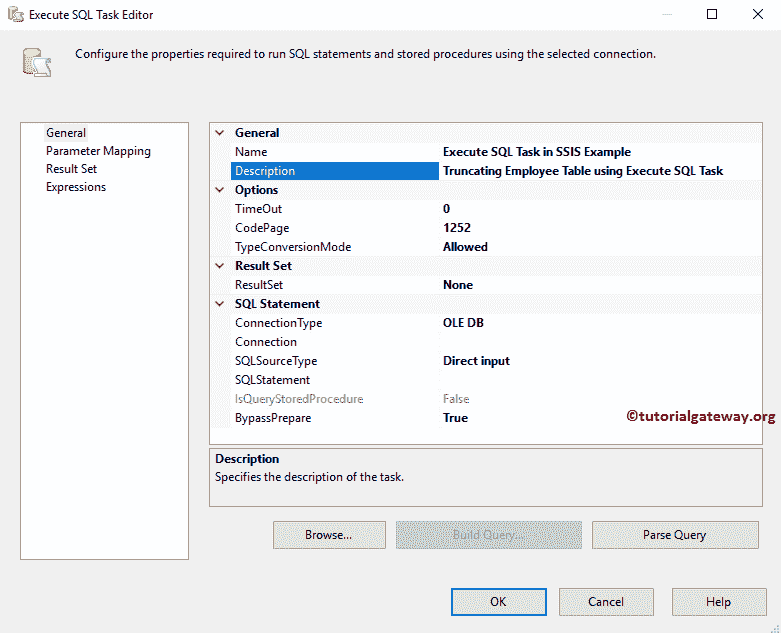 Execute SQL Task Editor
Configure the properties required to run SQL statements and stored procedures using the selected connection.
General
Parameter Mapping
Result Set
Expressions
General
Name Execute SQL Task in SSIS Example
Description Truncating Employee Table using Execute SQL Task
Options
TimeOut 0
CodePage 1252
TypeConversionMode Allowed
Result Set
ResultSet None
SQL Statement
ConnectionType OLE DB
Connection
SQLSourceType Direct input
SQLStatement
IsQueryStoredProcedure False
BypassPrepare True
©tutorialgateway.org
Description
Specifies the description of the task.
Browse... Build Query... Parse Query
OK Cancel Help